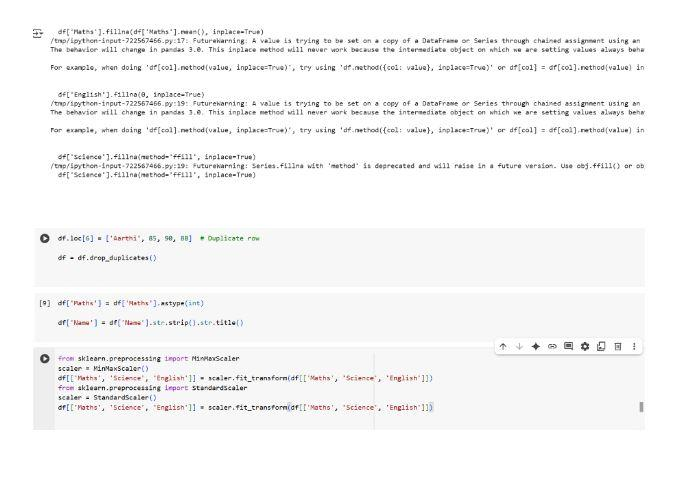 df['Maths'].fillna(df['Maths'].mean(), inplace=True)
/tmp/ipython-input-722567466.py:17: FutureWarning: A value is trying to be set on a copy of a DataFrame or Series through chained assignment using an
The behavior will change in pandas 3.0. This inplace method will never work because the intermediate object on which we are setting values always beha
For example, when doing 'df[col].method(value, inplace=True)', try using 'df.method({col: value}, inplace=True)' or df[col] = df[col].method(value) in
df['English'].fillna(0, inplace=True)
/tmp/ipython-input-722567466.py:19: FutureWarning: A value is trying to be set on a copy of a DataFrame or Series through chained assignment using an
The behavior will change in pandas 3.0. This inplace method will never work because the intermediate object on which we are setting values always beha
For example, when doing 'df[col].method(value, inplace=True)', try using 'df.method({col: value}, inplace=True)' or df[col] = df[col].method(value) in
df['Science'].fillna(method='ffill', inplace=True)
/tmp/ipython-input-722567466.py:19: FutureWarning: Series.fillna with 'method' is deprecated and will raise in a future version. Use obj.ffill() or ob
df['Science'].fillna(method='ffill', inplace=True)
df.loc[6] = ['Aarthi', 85, 90, 88] # Duplicate row
df = df.drop_duplicates()
[9] df['Maths'] = df['Maths'].astype(int)
df['Name'] = df['Name'].str.strip().str.title()
from sklearn.preprocessing import MinMaxScaler
scaler = MinMaxScaler()
df[['Maths', 'Science', 'English']] = scaler.fit_transform(df[['Maths', 'Science', 'English']])
from sklearn.preprocessing import StandardScaler
scaler = StandardScaler()
df[['Maths', 'Science', 'English']] = scaler.fit_transform(df[['Maths', 'Science', 'English']])